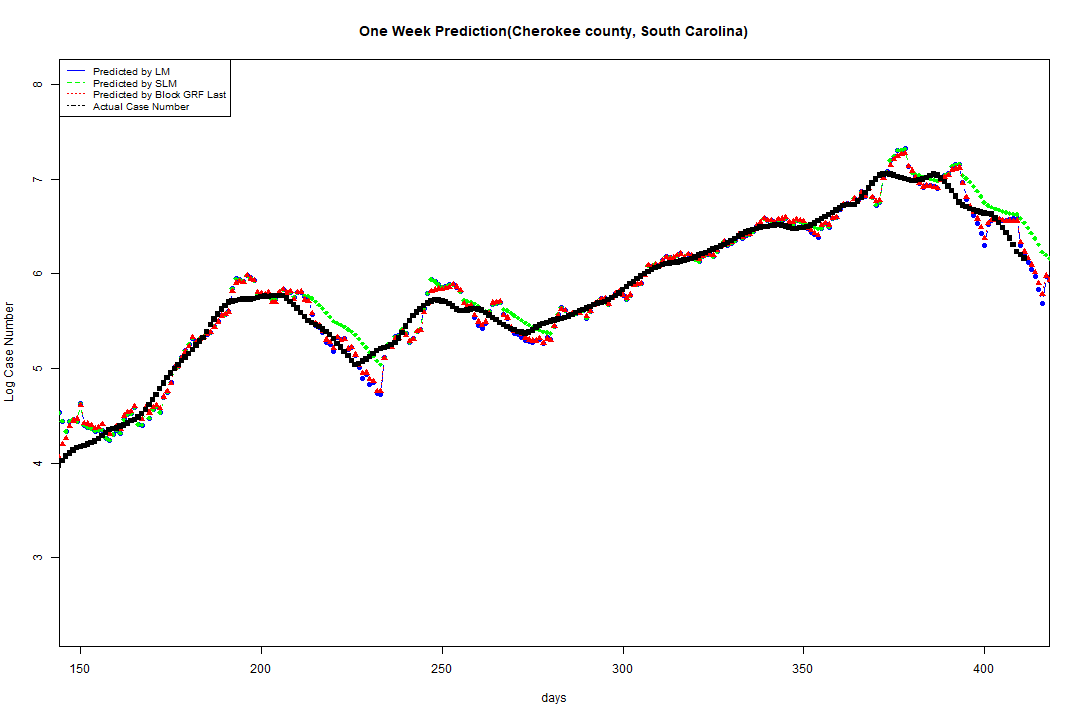 One Week Prediction(Cherokee county, South Carolina)
Predicted by LM
Predicted by SLM
Predicted by Block GRF Last
Actual Case Number
8
7
6
5
4
3
Log Case Number
150 200 250 300 350 400
days